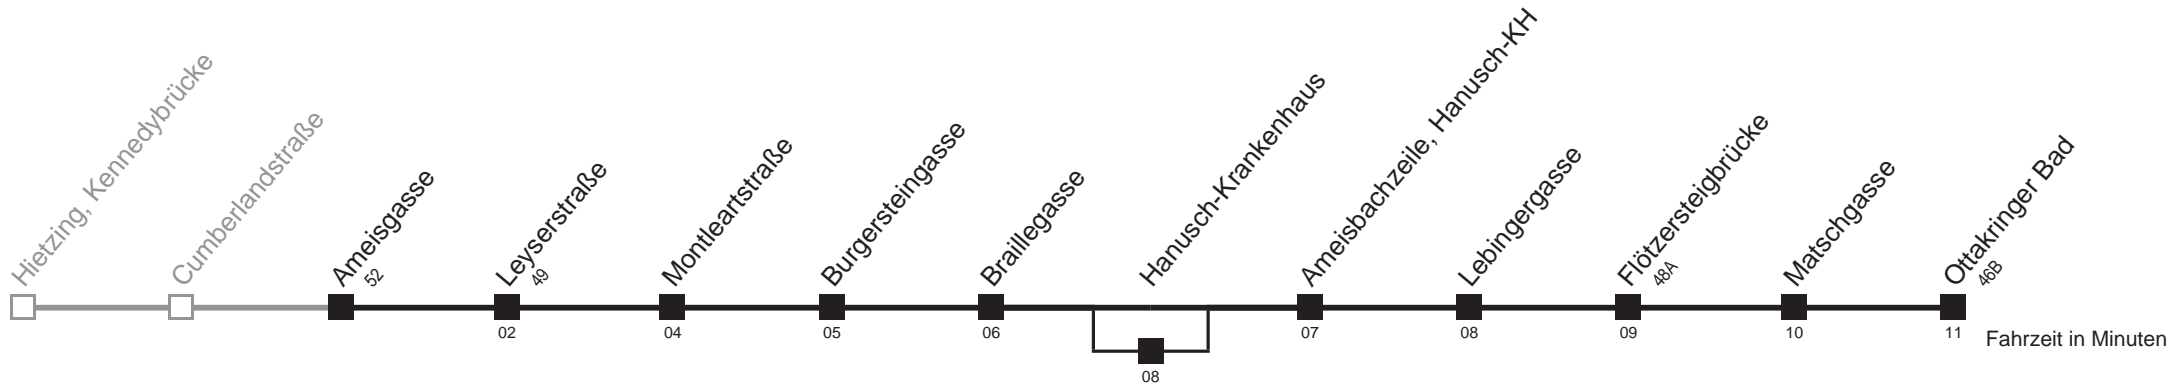 Hietzing, Kennedybrücke
Cumberlandstraße
Ameisgasse
52
Leyserstraße
49
Montleartstraße
Burgersteingasse
Braillegasse
Hanusch-Krankenhaus
Ameisbachzeile, Hanusch-KH
Lebingergasse
Flötzersteigbrücke
48A
Matschgasse
Ottakringer Bad
46B
02
04
05
06
08
07
08
09
10
11
Fahrzeit in Minuten